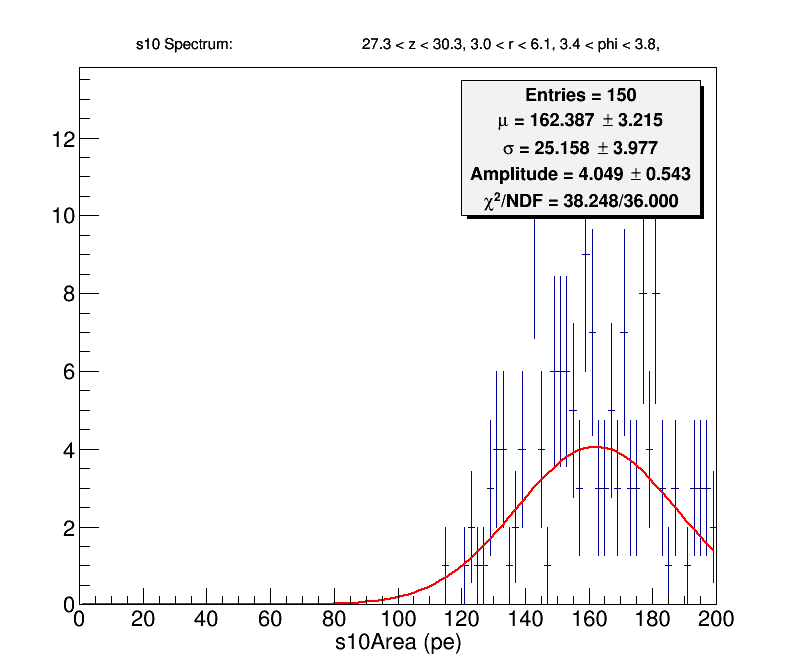 s10 Spectrum: 27.3 < z < 30.3, 3.0 < r < 6.1, 3.4 < phi < 3.8,
Entries = 150
μ = 162.387 ± 3.215
σ = 25.158 ± 3.977
Amplitude = 4.049 ± 0.543
χ²/NDF = 38.248/36.000
12
10
8
6
4
2
0
0 20 40 60 80 100 120 140 160 180 200
s10Area (pe)